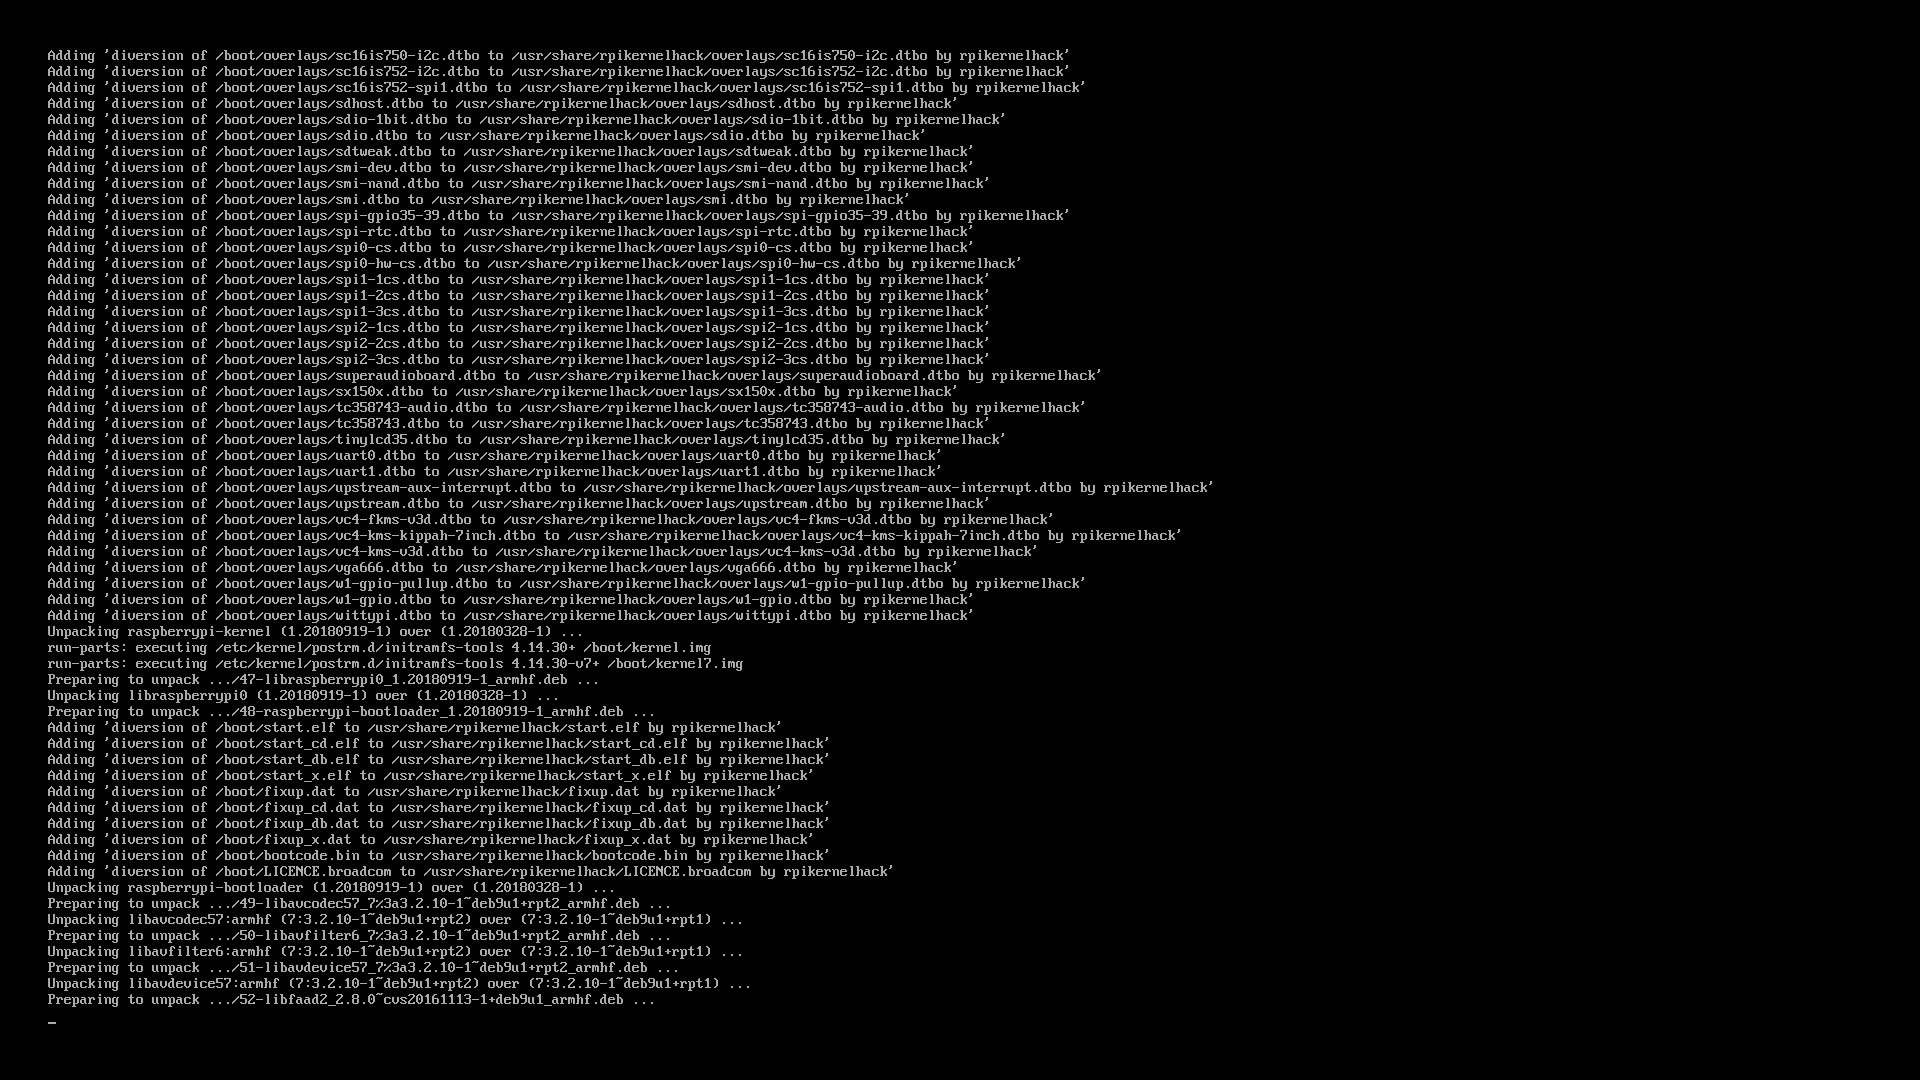 Adding 'diversion of /boot/overlays/sc16is750-i2c.dtbo to /usr/share/rpikernelhack/overlays/sc16is750-i2c.dtbo by rpikernelhack'
Adding 'diversion of /boot/overlays/sc16is752-i2c.dtbo to /usr/share/rpikernelhack/overlays/sc16is752-i2c.dtbo by rpikernelhack'
Adding 'diversion of /boot/overlays/sc16is752-spi1.dtbo to /usr/share/rpikernelhack/overlays/sc16is752-spi1.dtbo by rpikernelhack'
Adding 'diversion of /boot/overlays/sdhost.dtbo to /usr/share/rpikernelhack/overlays/sdhost.dtbo by rpikernelhack'
Adding 'diversion of /boot/overlays/sdio-1bit.dtbo to /usr/share/rpikernelhack/overlays/sdio-1bit.dtbo by rpikernelhack'
Adding 'diversion of /boot/overlays/sdio.dtbo to /usr/share/rpikernelhack/overlays/sdio.dtbo by rpikernelhack'
Adding 'diversion of /boot/overlays/sdtweak.dtbo to /usr/share/rpikernelhack/overlays/sdtweak.dtbo by rpikernelhack'
Adding 'diversion of /boot/overlays/smi-dev.dtbo to /usr/share/rpikernelhack/overlays/smi-dev.dtbo by rpikernelhack'
Adding 'diversion of /boot/overlays/smi-nand.dtbo to /usr/share/rpikernelhack/overlays/smi-nand.dtbo by rpikernelhack'
Adding 'diversion of /boot/overlays/smi.dtbo to /usr/share/rpikernelhack/overlays/smi.dtbo by rpikernelhack'
Adding 'diversion of /boot/overlays/spi-gpio35-39.dtbo to /usr/share/rpikernelhack/overlays/spi-gpio35-39.dtbo by rpikernelhack'
Adding 'diversion of /boot/overlays/spi-rtc.dtbo to /usr/share/rpikernelhack/overlays/spi-rtc.dtbo by rpikernelhack'
Adding 'diversion of /boot/overlays/spi0-cs.dtbo to /usr/share/rpikernelhack/overlays/spi0-cs.dtbo by rpikernelhack'
Adding 'diversion of /boot/overlays/spi0-hw-cs.dtbo to /usr/share/rpikernelhack/overlays/spi0-hw-cs.dtbo by rpikernelhack'
Adding 'diversion of /boot/overlays/spi1-1cs.dtbo to /usr/share/rpikernelhack/overlays/spi1-1cs.dtbo by rpikernelhack'
Adding 'diversion of /boot/overlays/spi1-2cs.dtbo to /usr/share/rpikernelhack/overlays/spi1-2cs.dtbo by rpikernelhack'
Adding 'diversion of /boot/overlays/spi1-3cs.dtbo to /usr/share/rpikernelhack/overlays/spi1-3cs.dtbo by rpikernelhack'
Adding 'diversion of /boot/overlays/spi2-1cs.dtbo to /usr/share/rpikernelhack/overlays/spi2-1cs.dtbo by rpikernelhack'
Adding 'diversion of /boot/overlays/spi2-2cs.dtbo to /usr/share/rpikernelhack/overlays/spi2-2cs.dtbo by rpikernelhack'
Adding 'diversion of /boot/overlays/spi2-3cs.dtbo to /usr/share/rpikernelhack/overlays/spi2-3cs.dtbo by rpikernelhack'
Adding 'diversion of /boot/overlays/superaudioboard.dtbo to /usr/share/rpikernelhack/overlays/superaudioboard.dtbo by rpikernelhack'
Adding 'diversion of /boot/overlays/sx150x.dtbo to /usr/share/rpikernelhack/overlays/sx150x.dtbo by rpikernelhack'
Adding 'diversion of /boot/overlays/tc358743-audio.dtbo to /usr/share/rpikernelhack/overlays/tc358743-audio.dtbo by rpikernelhack'
Adding 'diversion of /boot/overlays/tc358743.dtbo to /usr/share/rpikernelhack/overlays/tc358743.dtbo by rpikernelhack'
Adding 'diversion of /boot/overlays/tinylcd35.dtbo to /usr/share/rpikernelhack/overlays/tinylcd35.dtbo by rpikernelhack'
Adding 'diversion of /boot/overlays/uart0.dtbo to /usr/share/rpikernelhack/overlays/uart0.dtbo by rpikernelhack'
Adding 'diversion of /boot/overlays/uart1.dtbo to /usr/share/rpikernelhack/overlays/uart1.dtbo by rpikernelhack'
Adding 'diversion of /boot/overlays/upstream-aux-interrupt.dtbo to /usr/share/rpikernelhack/overlays/upstream-aux-interrupt.dtbo by rpikernelhack'
Adding 'diversion of /boot/overlays/upstream.dtbo to /usr/share/rpikernelhack/overlays/upstream.dtbo by rpikernelhack'
Adding 'diversion of /boot/overlays/vc4-fkms-v3d.dtbo to /usr/share/rpikernelhack/overlays/vc4-fkms-v3d.dtbo by rpikernelhack'
Adding 'diversion of /boot/overlays/vc4-kms-kippah-7inch.dtbo to /usr/share/rpikernelhack/overlays/vc4-kms-kippah-7inch.dtbo by rpikernelhack'
Adding 'diversion of /boot/overlays/vc4-kms-v3d.dtbo to /usr/share/rpikernelhack/overlays/vc4-kms-v3d.dtbo by rpikernelhack'
Adding 'diversion of /boot/overlays/vga666.dtbo to /usr/share/rpikernelhack/overlays/vga666.dtbo by rpikernelhack'
Adding 'diversion of /boot/overlays/w1-gpio-pullup.dtbo to /usr/share/rpikernelhack/overlays/w1-gpio-pullup.dtbo by rpikernelhack'
Adding 'diversion of /boot/overlays/w1-gpio.dtbo to /usr/share/rpikernelhack/overlays/w1-gpio.dtbo by rpikernelhack'
Adding 'diversion of /boot/overlays/wittypi.dtbo to /usr/share/rpikernelhack/overlays/wittypi.dtbo by rpikernelhack'
Unpacking raspberrypi-kernel (1.20180919-1) over (1.20180328-1) ...
run-parts: executing /etc/kernel/postrm.d/initramfs-tools 4.14.30+ /boot/kernel.img
run-parts: executing /etc/kernel/postrm.d/initramfs-tools 4.14.30-v7+ /boot/kernel7.img
Preparing to unpack .../47-libraspberrypi0_1.20180919-1_armhf.deb ...
Unpacking libraspberrypi0 (1.20180919-1) over (1.20180328-1) ...
Preparing to unpack .../48-raspberrypi-bootloader_1.20180919-1_armhf.deb ...
Adding 'diversion of /boot/start.elf to /usr/share/rpikernelhack/start.elf by rpikernelhack'
Adding 'diversion of /boot/start_cd.elf to /usr/share/rpikernelhack/start_cd.elf by rpikernelhack'
Adding 'diversion of /boot/start_db.elf to /usr/share/rpikernelhack/start_db.elf by rpikernelhack'
Adding 'diversion of /boot/start_x.elf to /usr/share/rpikernelhack/start_x.elf by rpikernelhack'
Adding 'diversion of /boot/fixup.dat to /usr/share/rpikernelhack/fixup.dat by rpikernelhack'
Adding 'diversion of /boot/fixup_cd.dat to /usr/share/rpikernelhack/fixup_cd.dat by rpikernelhack'
Adding 'diversion of /boot/fixup_db.dat to /usr/share/rpikernelhack/fixup_db.dat by rpikernelhack'
Adding 'diversion of /boot/fixup_x.dat to /usr/share/rpikernelhack/fixup_x.dat by rpikernelhack'
Adding 'diversion of /boot/bootcode.bin to /usr/share/rpikernelhack/bootcode.bin by rpikernelhack'
Adding 'diversion of /boot/LICENCE.broadcom to /usr/share/rpikernelhack/LICENCE.broadcom by rpikernelhack'
Unpacking raspberrypi-bootloader (1.20180919-1) over (1.20180328-1) ...
Preparing to unpack .../49-libavcodec57_7%3a3.2.10-1~deb9u1+rpt2_armhf.deb ...
Unpacking libavcodec57:armhf (7:3.2.10-1~deb9u1+rpt2) over (7:3.2.10-1~deb9u1+rpt1) ...
Preparing to unpack .../50-libavfilter6_7%3a3.2.10-1~deb9u1+rpt2_armhf.deb ...
Unpacking libavfilter6:armhf (7:3.2.10-1~deb9u1+rpt2) over (7:3.2.10-1~deb9u1+rpt1) ...
Preparing to unpack .../51-libavdevice57_7%3a3.2.10-1~deb9u1+rpt2_armhf.deb ...
Unpacking libavdevice57:armhf (7:3.2.10-1~deb9u1+rpt2) over (7:3.2.10-1~deb9u1+rpt1) ...
Preparing to unpack .../52-libfaad2_2.8.0~cvs20161113-1+deb9u1_armhf.deb ...
_